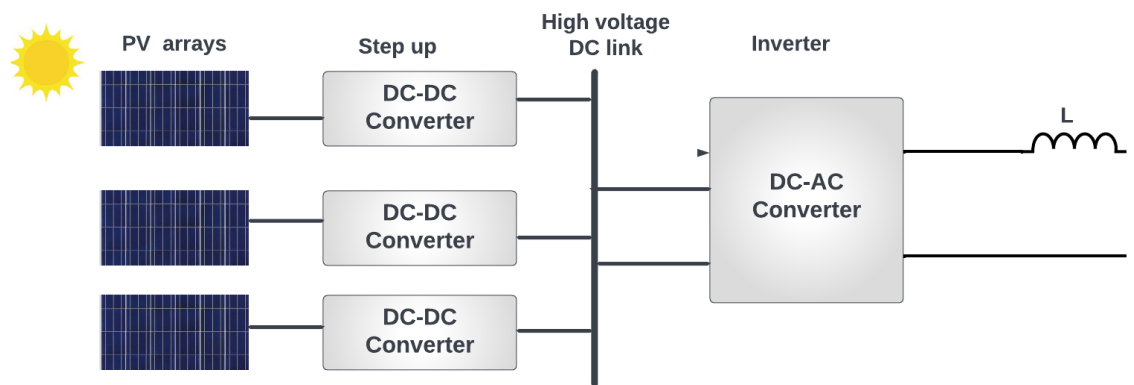 High voltage
DC link
PV arrays
Step up
Inverter
DC-DC
Converter
L
DC-AC
Converter
DC-DC
Converter
DC-DC
Converter